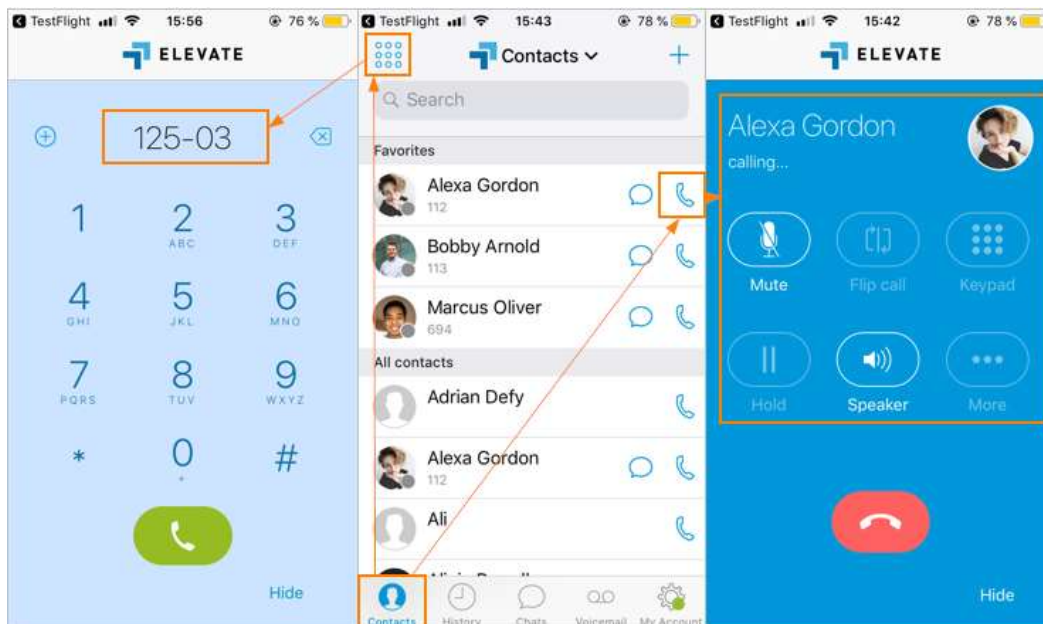 TestFlight 15:56 76 %
ELEVATE
125-03
1
2
ABC
3
DEF
4
GHI
5
JKL
6
MNO
7
PQRS
8
TUV
9
WXYZ
*
0
+
#
Hide
TestFlight 15:43 78 %
Contacts
Search
Favorites
Alexa Gordon
112
Bobby Arnold
113
Marcus Oliver
694
All contacts
Adrian Defy
Alexa Gordon
112
Ali
Contacts History Chats Voicemail My Account
TestFlight 15:42 78 %
ELEVATE
Alexa Gordon
calling...
Mute Flip call Keypad
Hold Speaker More
Hide